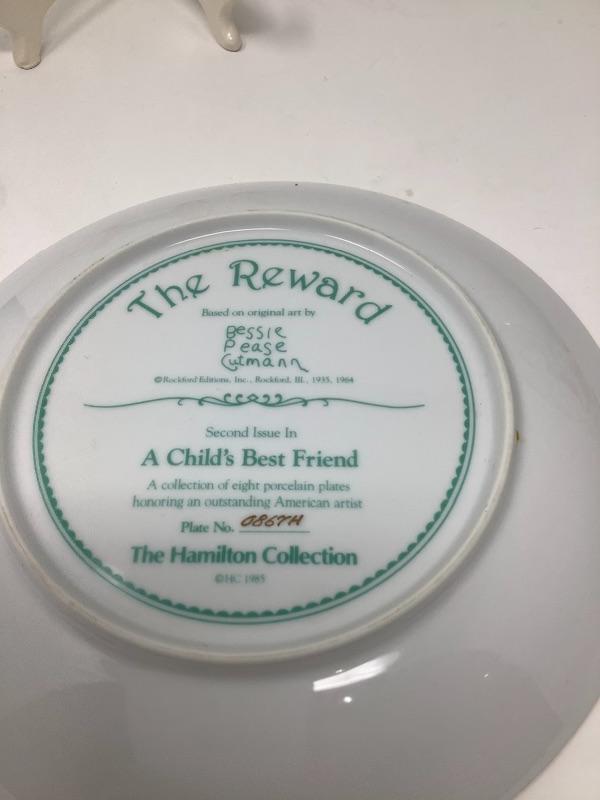 The Reward
Based on original art by
Bessie
Pease
Gutmann
©Rockford Editions, Inc., Rockford, Ill., 1935, 1964
Second Issue In
A Child's Best Friend
A collection of eight porcelain plates
honoring an outstanding American artist
Plate No. 0867H
The Hamilton Collection
©HC 1985